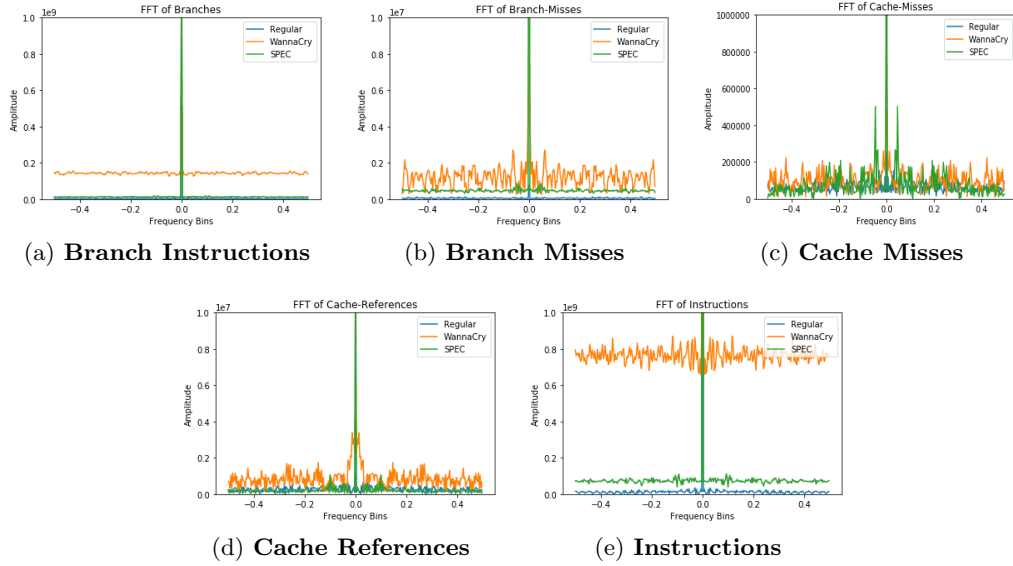 FFT of Branches
1e9
Regular
WannaCry
SPEC
Amplitude
1.0
0.8
0.6
0.4
0.2
0.0
−0.4 −0.2 0.0 0.2 0.4
Frequency Bins
(a) Branch Instructions
FFT of Branch-Misses
1e7
Regular
WannaCry
SPEC
Amplitude
1.0
0.8
0.6
0.4
0.2
0.0
−0.4 −0.2 0.0 0.2 0.4
Frequency Bins
(b) Branch Misses
FFT of Cache-Misses
Regular
WannaCry
SPEC
Amplitude
1000000
800000
600000
400000
200000
0
−0.4 −0.2 0.0 0.2 0.4
Frequency Bins
(c) Cache Misses
FFT of Cache-References
1e7
Regular
WannaCry
SPEC
Amplitude
1.0
0.8
0.6
0.4
0.2
0.0
−0.4 −0.2 0.0 0.2 0.4
Frequency Bins
(d) Cache References
FFT of Instructions
1e9
Regular
WannaCry
SPEC
Amplitude
1.0
0.8
0.6
0.4
0.2
0.0
−0.4 −0.2 0.0 0.2 0.4
Frequency Bins
(e) Instructions